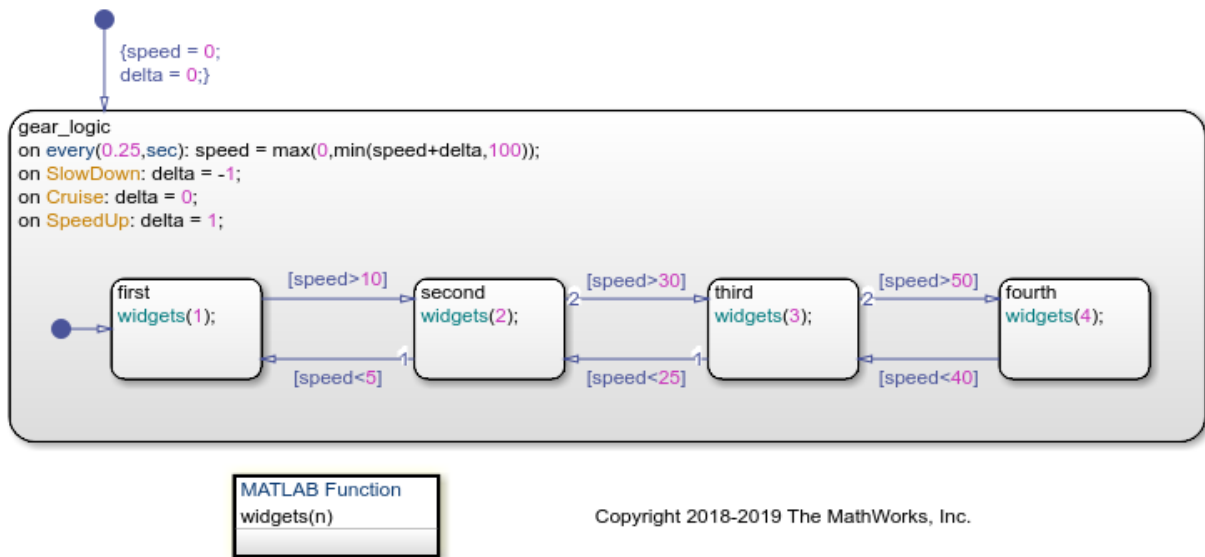 {speed = 0;
delta = 0;}
gear_logic
on every(0.25,sec): speed = max(0,min(speed+delta,100));
on SlowDown: delta = -1;
on Cruise: delta = 0;
on SpeedUp: delta = 1;
[speed>10]
[speed>30]
[speed>50]
first
second
2
third
2
fourth
widgets(1);
widgets(2);
widgets(3);
widgets(4);
1
1
[speed<5]
[speed<25]
[speed<40]
MATLAB Function
widgets(n)
Copyright 2018-2019 The MathWorks, Inc.